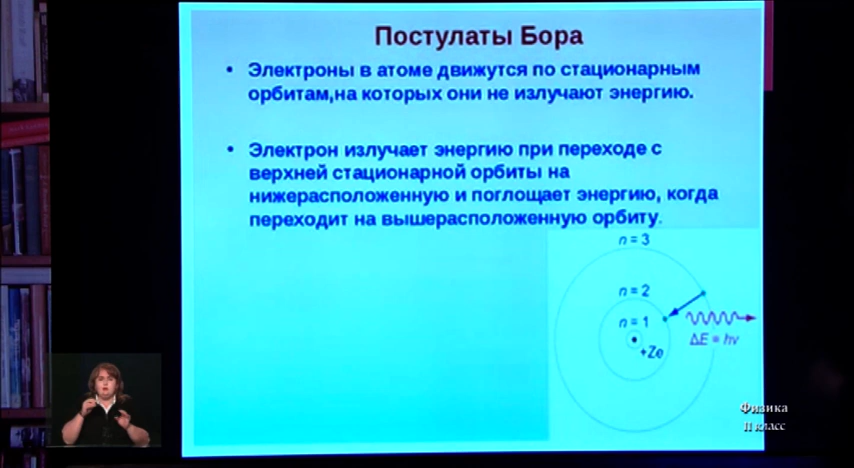 Постулаты Бора
• Электроны в атоме движутся по стационарным
орбитам,на которых они не излучают энергию.
• Электрон излучает энергию при переходе с
верхней стационарной орбиты на
нижерасположенную и поглощает энергию, когда
переходит на вышерасположенную орбиту.
n = 3
n = 2
n = 1
+Ze
ΔE = hν
Физика
11 класс